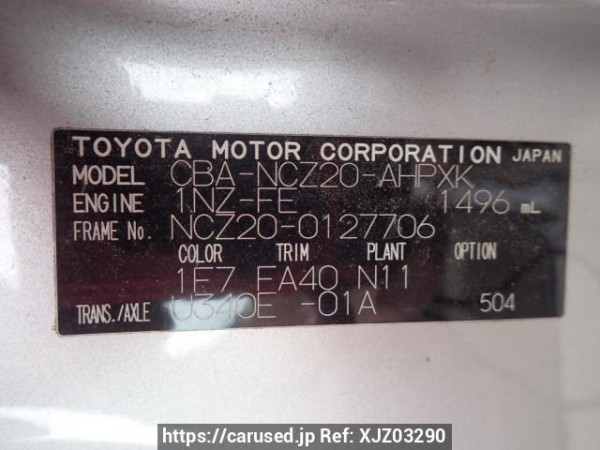 TOYOTA MOTOR CORPORATION JAPAN
MODEL CBA-NCZ20-AHPXK
ENGINE 1NZ-FE 1496 mL
FRAME No. NCZ20-0127706
COLOR TRIM PLANT OPTION
1E7 EA40 N11
TRANS./AXLE U340E -01A 504
https://carused.jp Ref: XJZ03290